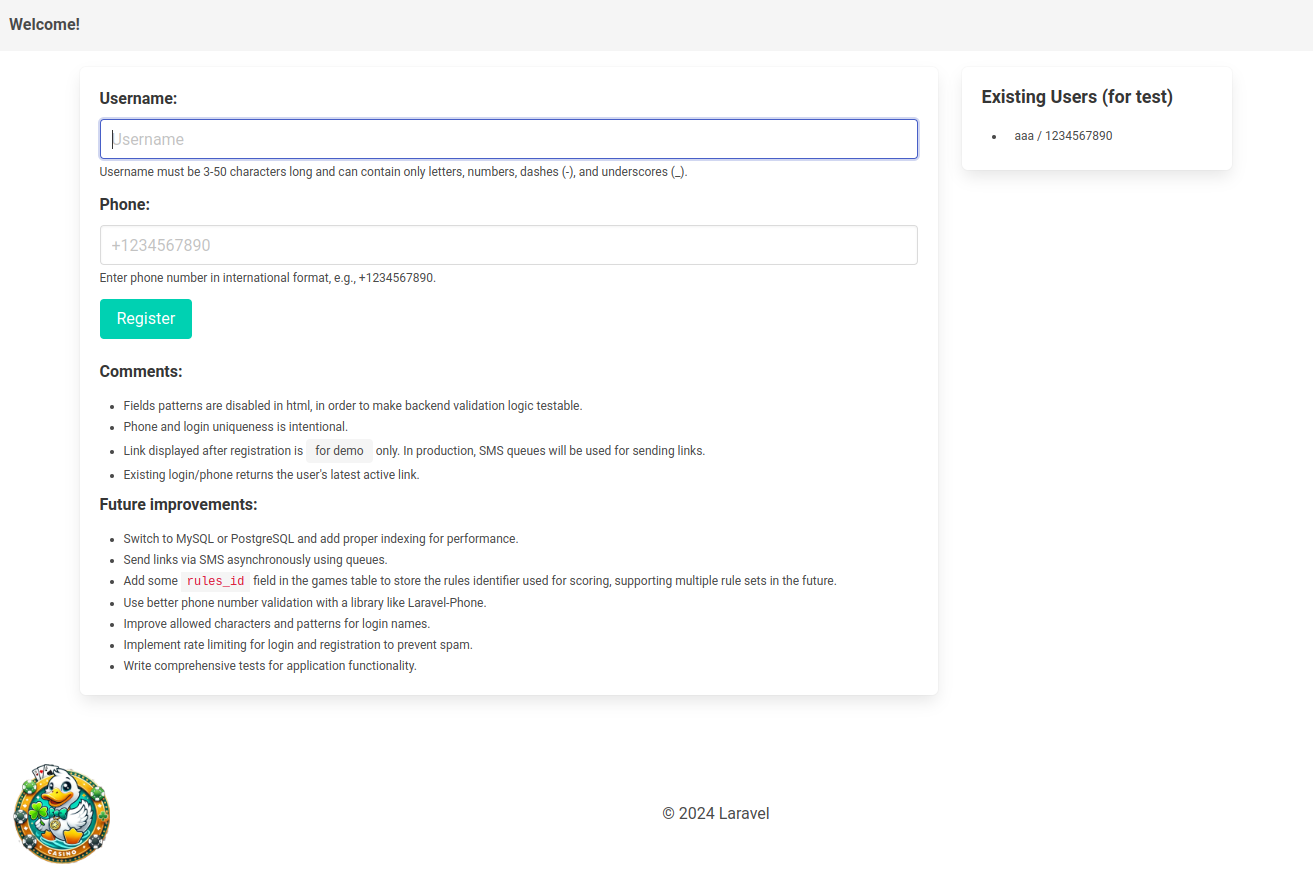 Welcome!
Username:
Username
Username must be 3-50 characters long and can contain only letters, numbers, dashes (-), and underscores (_).
Phone:
+1234567890
Enter phone number in international format, e.g., +1234567890.
Register
Comments:
Fields patterns are disabled in html, in order to make backend validation logic testable.
Phone and login uniqueness is intentional.
Link displayed after registration is for demo only. In production, SMS queues will be used for sending links.
Existing login/phone returns the user's latest active link.
Future improvements:
Switch to MySQL or PostgreSQL and add proper indexing for performance.
Send links via SMS asynchronously using queues.
Add some rules_id field in the games table to store the rules identifier used for scoring, supporting multiple rule sets in the future.
Use better phone number validation with a library like Laravel-Phone.
Improve allowed characters and patterns for login names.
Implement rate limiting for login and registration to prevent spam.
Write comprehensive tests for application functionality.
Existing Users (for test)
aaa / 1234567890
CASINO
© 2024 Laravel